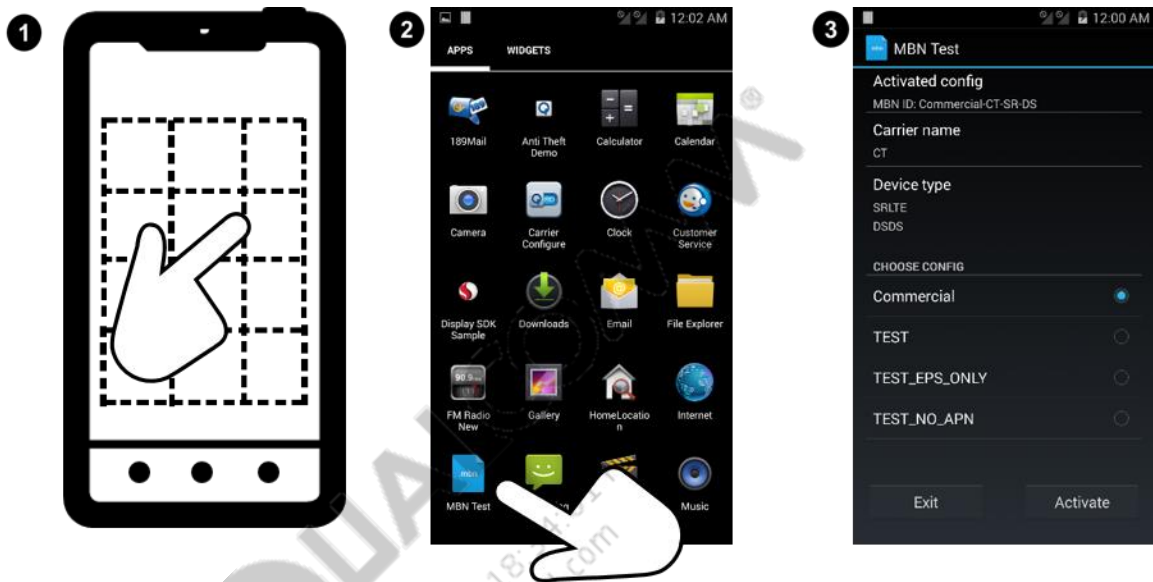 1
2
12:02 AM
APPS WIDGETS
189Mail Anti Theft Demo Calculator Calendar
Camera Carrier Configure Clock Customer Service
Display SDK Sample Downloads Email File Explorer
FM Radio New Gallery HomeLocatio n Internet
mbn
MBN Test Music
3
12:00 AM
mbn MBN Test
Activated config
MBN ID: Commercial-CT-SR-DS
Carrier name
CT
Device type
SRLTE
DSDS
CHOOSE CONFIG
Commercial
TEST
TEST_EPS_ONLY
TEST_NO_APN
Exit Activate